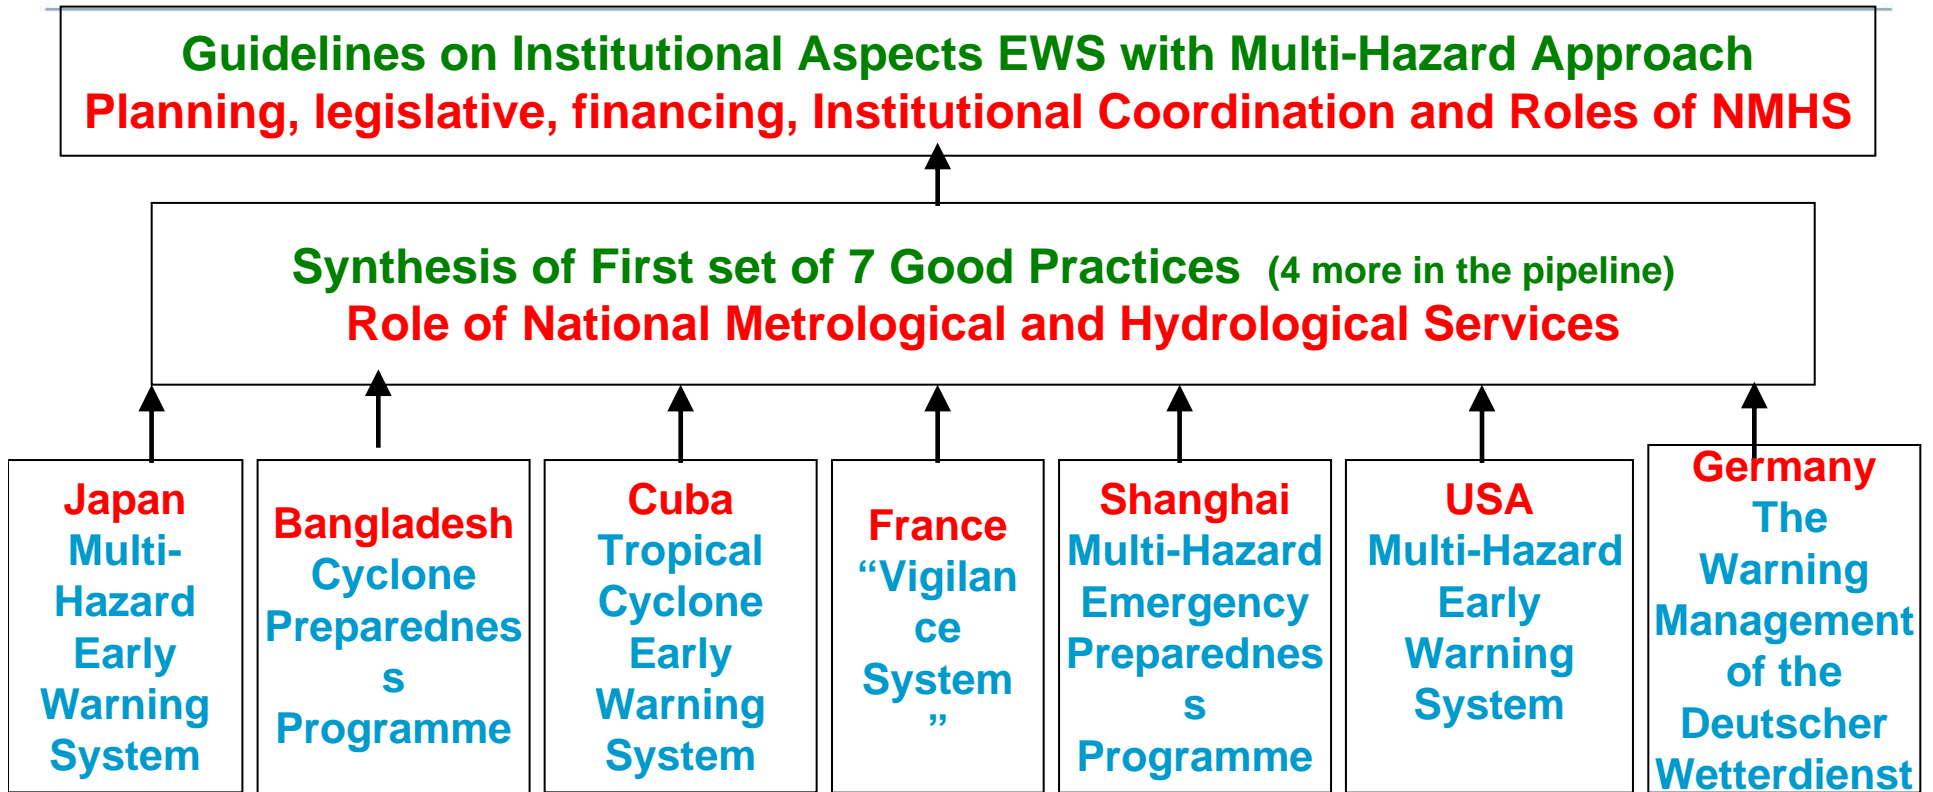 Guidelines on Institutional Aspects EWS with Multi-Hazard Approach
Planning, legislative, financing, Institutional Coordination and Roles of NMHS
Synthesis of First set of 7 Good Practices (4 more in the pipeline)
Role of National Metrological and Hydrological Services
Japan
Multi-
Hazard
Early
Warning
System
Bangladesh
Cyclone
Preparednes
s
Programme
Cuba
Tropical
Cyclone
Early
Warning
System
France
“Vigilan
ce
System
”
Shanghai
Multi-Hazard
Emergency
Preparednes
s
Programme
USA
Multi-Hazard
Early
Warning
System
Germany
The
Warning
Management
of the
Deutscher
Wetterdienst